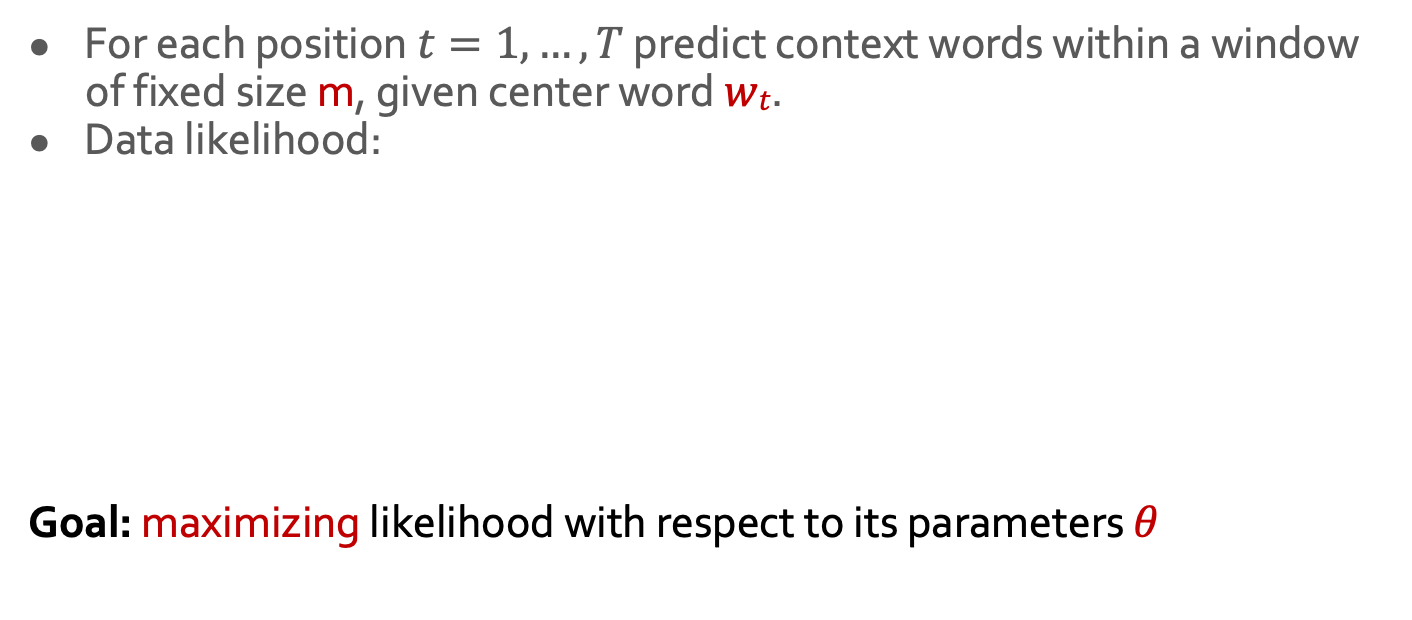 ● For each position t = 1, … , T predict context words within a window
of fixed size m, given center word wₜ.
● Data likelihood:
Goal: maximizing likelihood with respect to its parameters θ